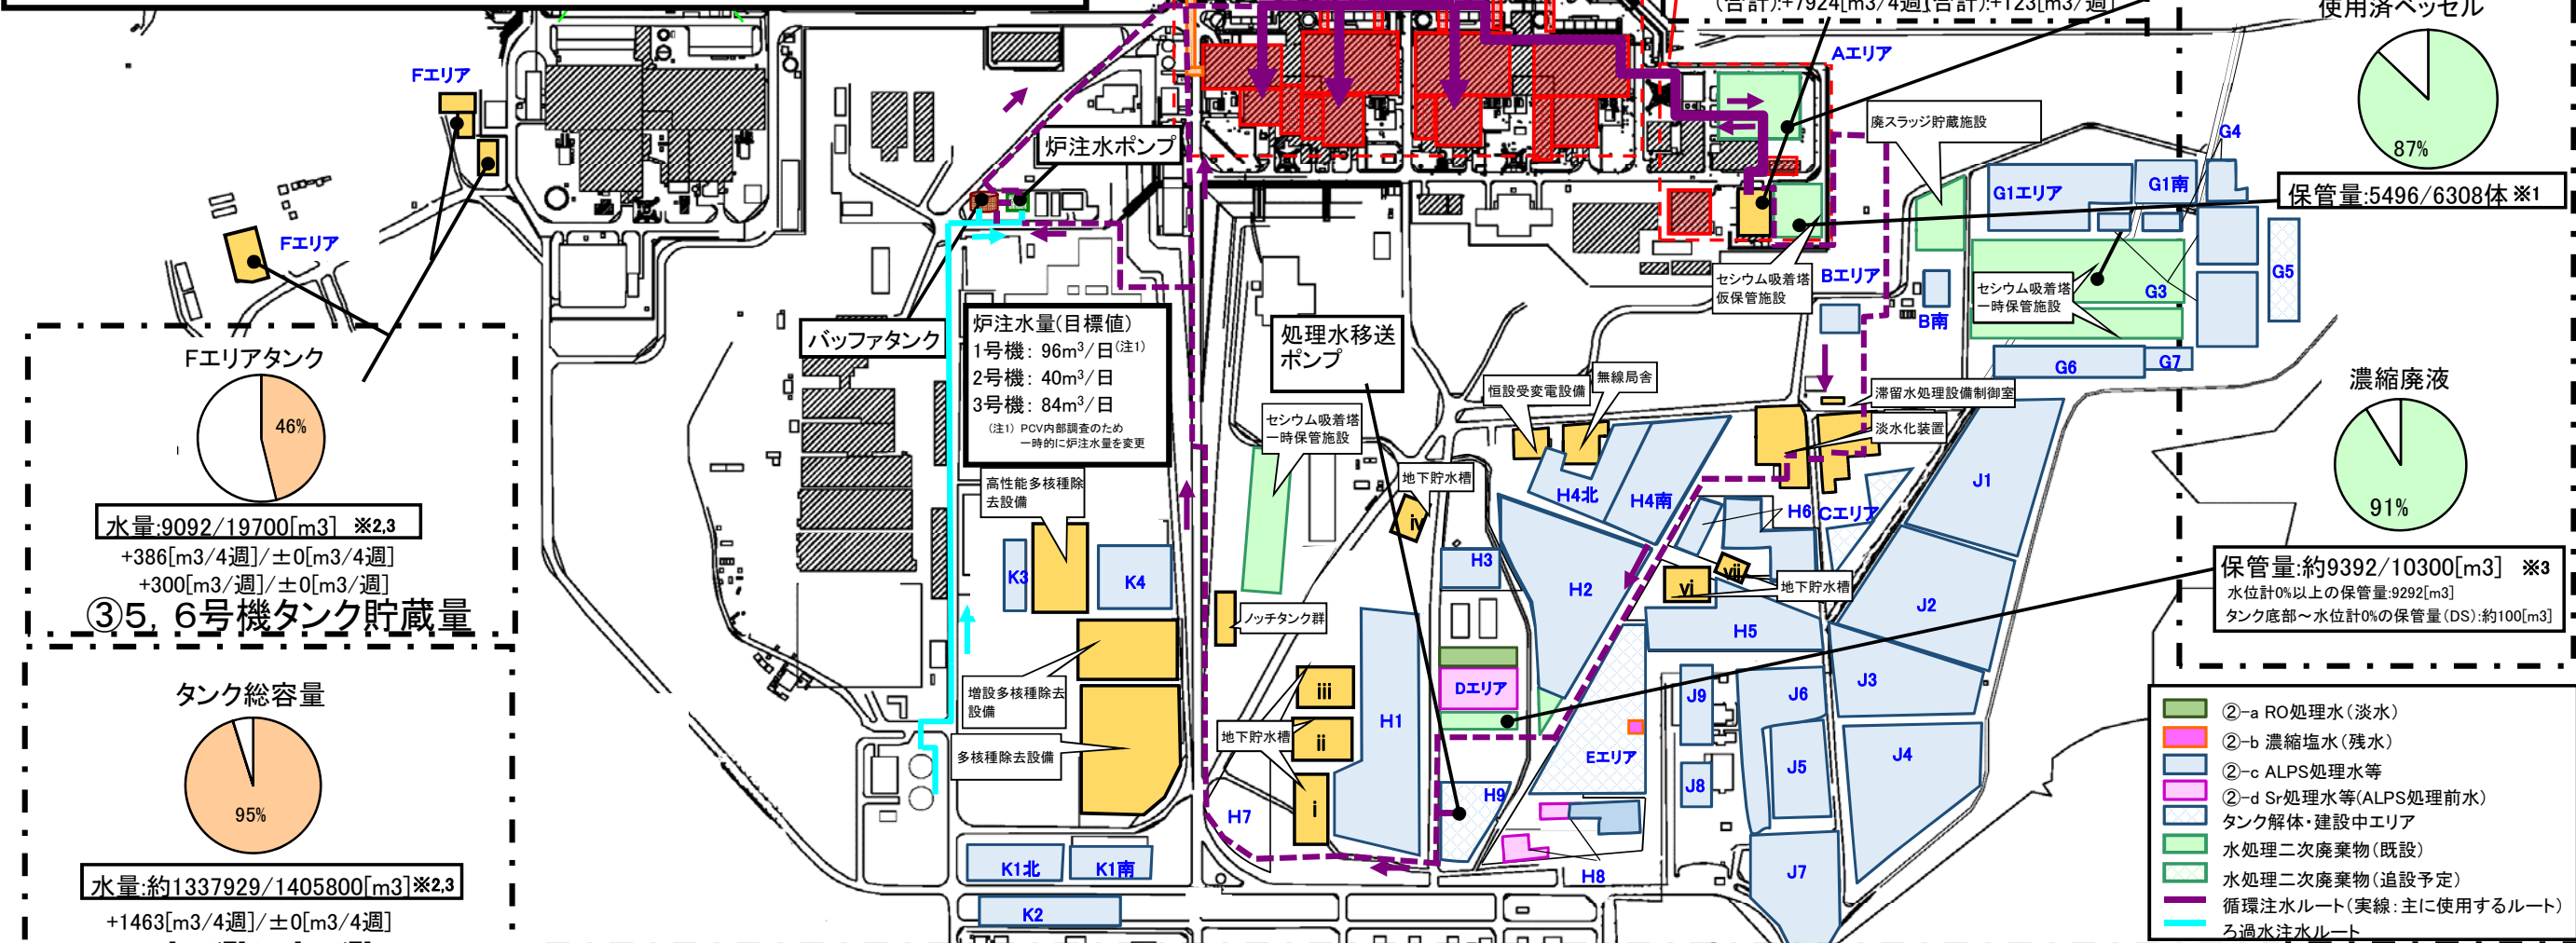 (合計):+7924[m3/4週](合計):+123[m3/週]
使用済ベッセル
87%
保管量:5496/6308体 ※1
Aエリア
廃スラッジ貯蔵施設
G4
G1エリア
G1南
G5
G3
セシウム吸着塔
一時保管施設
G6
G7
Fエリア
Fエリア
炉注水ポンプ
セシウム吸着塔
仮保管施設
Bエリア
B南
バッファタンク
炉注水量(目標値)
1号機: 96m³/日(注1)
2号機: 40m³/日
3号機: 84m³/日
(注1) PCV内部調査のため
一時的に炉注水量を変更
処理水移送
ポンプ
Fエリアタンク
46%
水量:9092/19700[m3] ※2,3
+386[m3/4週]/±0[m3/4週]
+300[m3/週]/±0[m3/週]
③5,6号機タンク貯蔵量
タンク総容量
95%
水量:約1337929/1405800[m3]※2,3
+1463[m3/4週]/±0[m3/4週]
濃縮廃液
91%
保管量:約9392/10300[m3] ※3
水位計0%以上の保管量:9292[m3]
タンク底部～水位計0%の保管量(DS):約100[m3]
恒設受変電設備
無線局舎
滞留水処理設備制御室
淡水化装置
セシウム吸着塔
一時保管施設
高性能多核種除
去設備
地下貯水槽
iv
H4北
H4南
H6
Cエリア
J1
K3
K4
H3
H2
vi
vii
地下貯水槽
J2
ノッチタンク群
H5
増設多核種除去
設備
iii
Dエリア
J9
J6
J3
多核種除去設備
地下貯水槽
ii
H1
Eエリア
J8
J5
J4
i
H7
H9
K1北
K1南
H8
J7
K2
②-a RO処理水(淡水)
②-b 濃縮塩水(残水)
②-c ALPS処理水等
②-d Sr処理水等(ALPS処理前水)
タンク解体・建設中エリア
水処理二次廃棄物(既設)
水処理二次廃棄物(追設予定)
循環注水ルート(実線:主に使用するルート)
ろ過水注水ルート